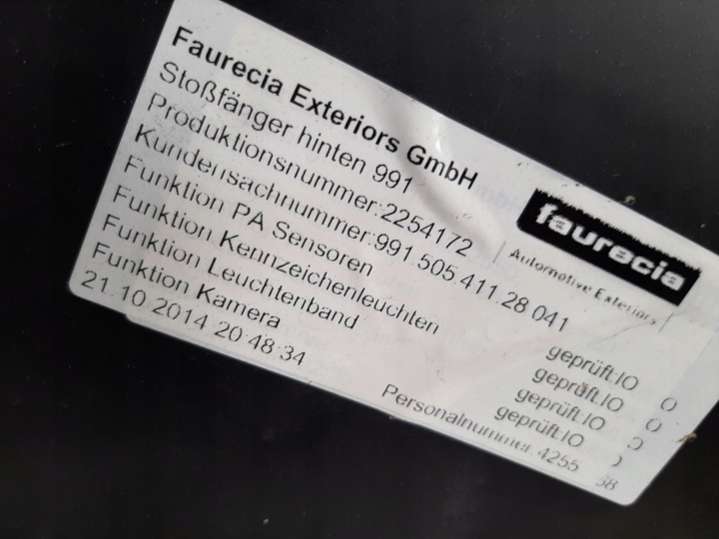 Faurecia Exteriors GmbH
Stoßfänger hinten 991
Produktionsnummer:2254172
Kundensachnummer:991 505 411 28 041
faurecia
Automotive Exteriors
Funktion PA Sensoren geprüft:IO O
Funktion Kennzeichenleuchten geprüft:IO O
Funktion Leuchtenband geprüft:IO
Funktion Kamera geprüft:IO
21.10.2014 20:48:34 Personalnummer 4255